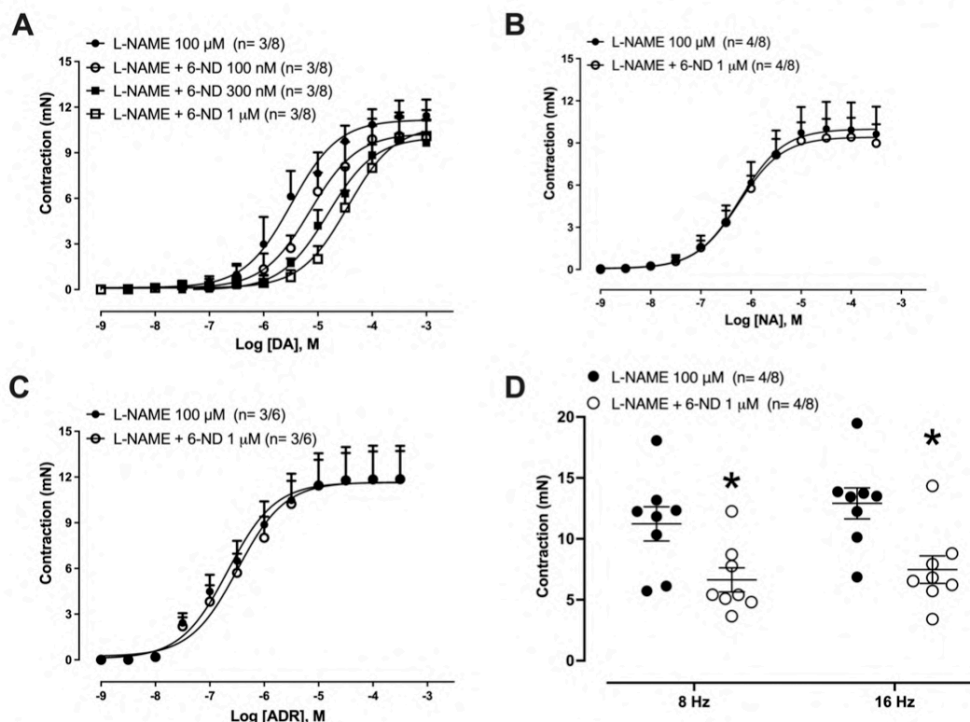 A
L-NAME 100 µM (n= 3/8)
L-NAME + 6-ND 100 nM (n= 3/8)
L-NAME + 6-ND 300 nM (n= 3/8)
L-NAME + 6-ND 1 µM (n= 3/8)
15
12
9
6
3
0
Contraction (mN)
-9 -8 -7 -6 -5 -4 -3
Log [DA], M
B
L-NAME 100 µM (n= 4/8)
L-NAME + 6-ND 1 µM (n= 4/8)
15
12
9
6
3
0
Contraction (mN)
-9 -8 -7 -6 -5 -4 -3
Log [NA], M
C
L-NAME 100 µM (n= 3/6)
L-NAME + 6-ND 1 µM (n= 3/6)
15
12
9
6
3
0
Contraction (mN)
-9 -8 -7 -6 -5 -4 -3
Log [ADR], M
D
L-NAME 100 µM (n= 4/8)
L-NAME + 6-ND 1 µM (n= 4/8)
20
15
10
5
0
Contraction (mN)
* *
8 Hz 16 Hz